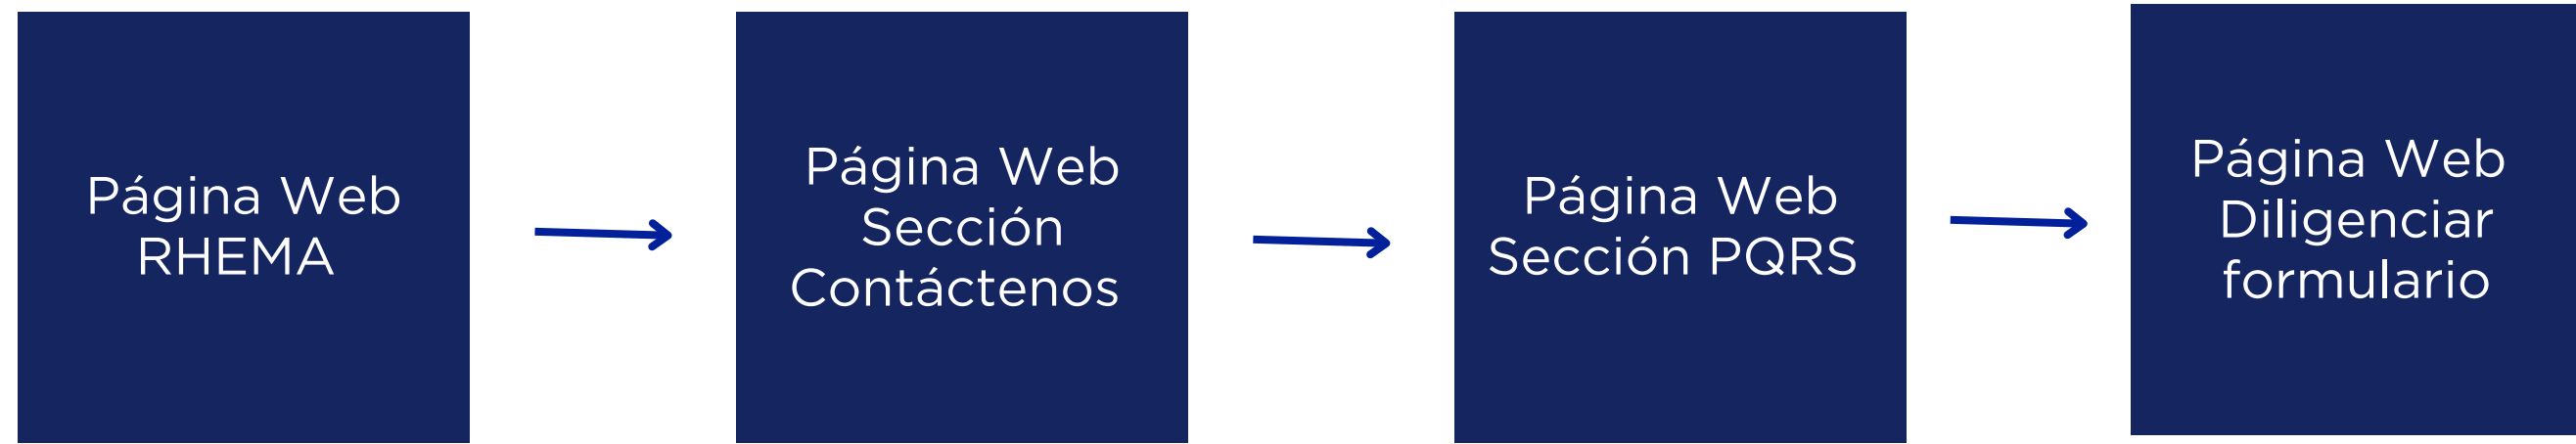 Página Web
RHEMA
Página Web
Sección
Contáctenos
Página Web
Sección PQRS
Página Web
Diligenciar
formulario